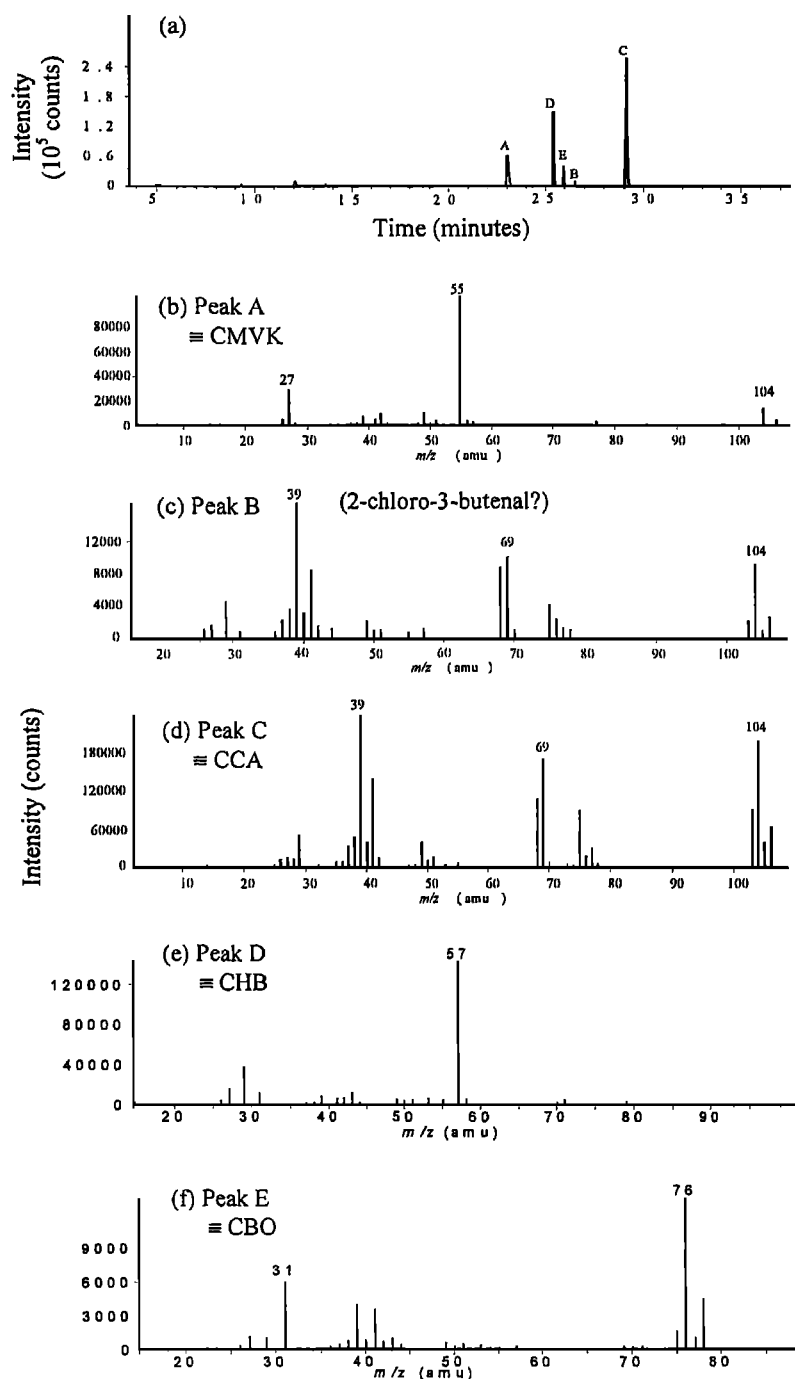 (a)
Intensity
(10⁵ counts)
2.4
1.8
1.2
0.6
0
A
D
E
B
C
5 10 15 20 25 30 35
Time (minutes)
(b) Peak A
≡ CMVK
80000
60000
40000
20000
0
27
55
104
10 20 30 40 50 60 70 80 90 100
m/z (amu )
(c) Peak B
(2-chloro-3-butenal?)
12000
8000
4000
0
39
69
104
20 30 40 50 60 70 80 90 100
m/z (amu )
Intensity (counts)
(d) Peak C
≡ CCA
180000
120000
60000
0
39
69
104
10 20 30 40 50 60 70 80 90 100
m/z (amu )
(e) Peak D
≡ CHB
120000
80000
40000
0
57
20 30 40 50 60 70 80 90
m/z (amu)
(f) Peak E
≡ CBO
9000
6000
3000
0
31
76
20 30 40 50 60 70 80
m/z (amu)